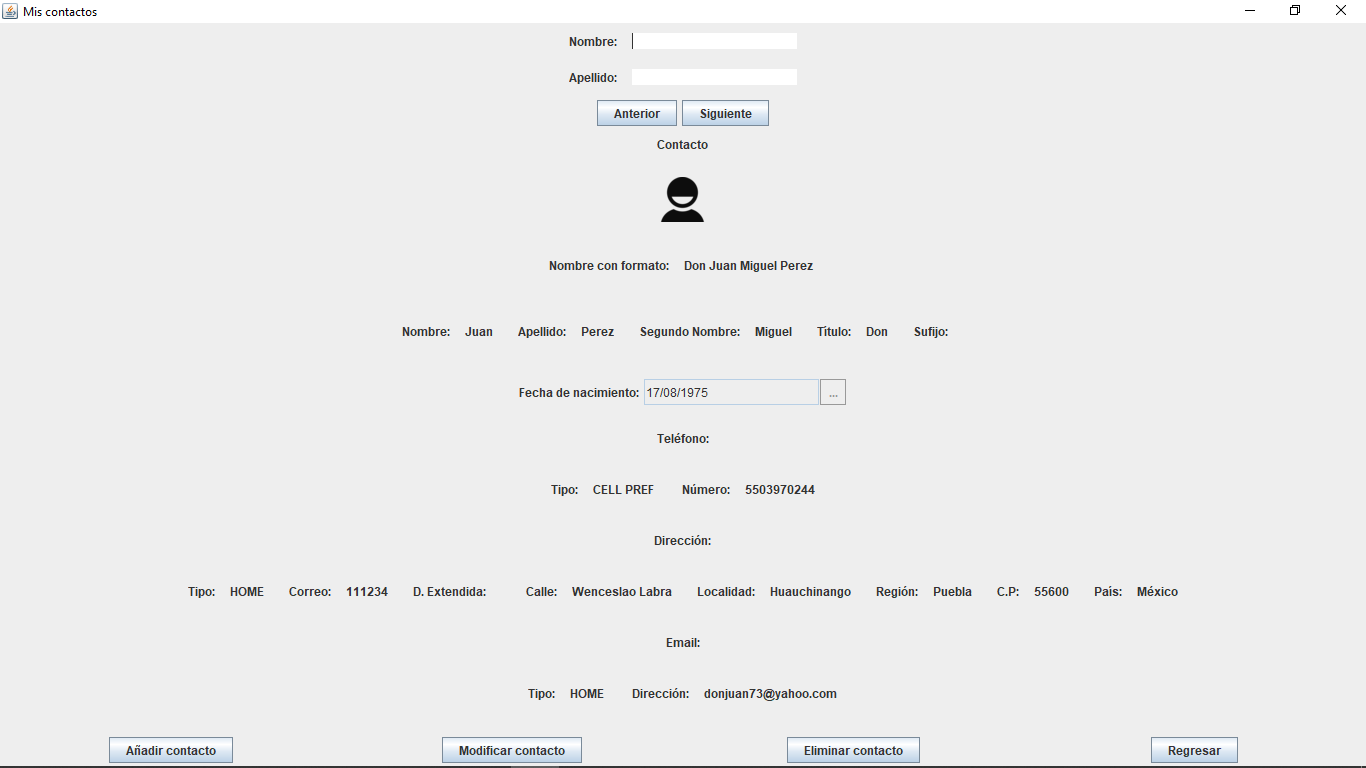 Mis contactos
Nombre:
Apellido:
Anterior Siguiente
Contacto
Nombre con formato: Don Juan Miguel Perez
Nombre: Juan Apellido: Perez Segundo Nombre: Miguel Título: Don Sufijo:
Fecha de nacimiento: 17/08/1975 ...
Teléfono:
Tipo: CELL PREF Número: 5503970244
Dirección:
Tipo: HOME Correo: 111234 D. Extendida: Calle: Wenceslao Labra Localidad: Huauchinango Región: Puebla C.P: 55600 País: México
Email:
Tipo: HOME Dirección: donjuan73@yahoo.com
Añadir contacto Modificar contacto Eliminar contacto Regresar